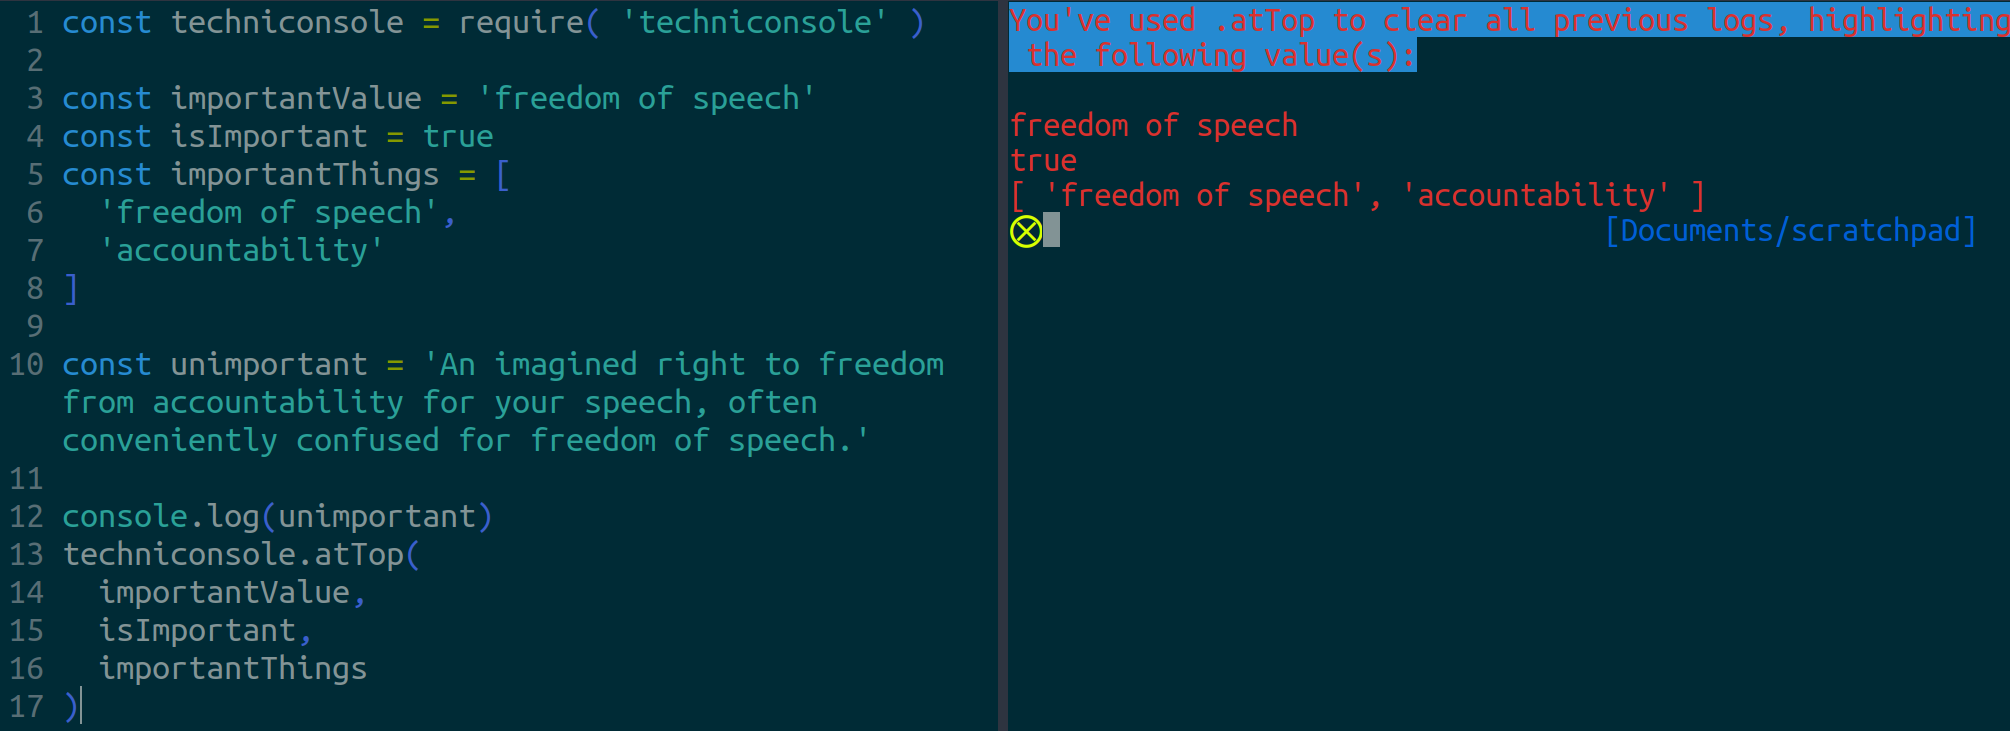 1 const techniconsole = require( 'techniconsole' )
2
3 const importantValue = 'freedom of speech'
4 const isImportant = true
5 const importantThings = [
6   'freedom of speech',
7   'accountability'
8 ]
9
10 const unimportant = 'An imagined right to freedom
from accountability for your speech, often
conveniently confused for freedom of speech.'
11
12 console.log(unimportant)
13 techniconsole.atTop(
14   importantValue,
15   isImportant,
16   importantThings
17 )
You've used .atTop to clear all previous logs, highlighting
 the following value(s):
freedom of speech
true
[ 'freedom of speech', 'accountability' ]
[Documents/scratchpad]